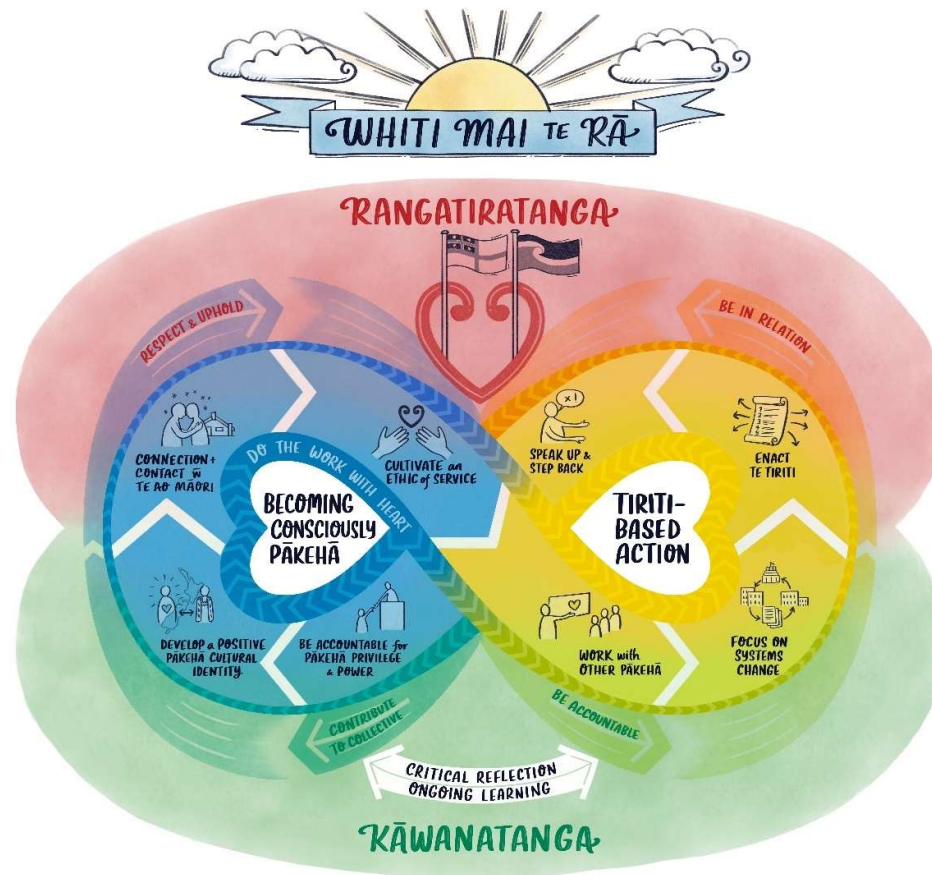 WHITI MAI TE RĀ
RANGATIRATANGA
RESPECT & UPHOLD
BE IN RELATION
CONNECTION +
CONTACT w̄
TE AO MĀORI
DO THE WORK WITH HEART
CULTIVATE an
ETHIC of SERVICE
BECOMING
CONSCIOUSLY
PĀKEHĀ
DEVELOP a POSITIVE
PĀKEHĀ CULTURAL
IDENTITY
BE ACCOUNTABLE for
PĀKEHĀ PRIVILEGE
& POWER
x!
SPEAK UP &
STEP BACK
ENACT
TE TIRITI
TIRITI-
BASED
ACTION
WORK with
OTHER PĀKEHĀ
FOCUS ON
SYSTEMS
CHANGE
CONTRIBUTE
TO COLLECTIVE
BE ACCOUNTABLE
CRITICAL REFLECTION
ONGOING LEARNING
KĀWANATANGA